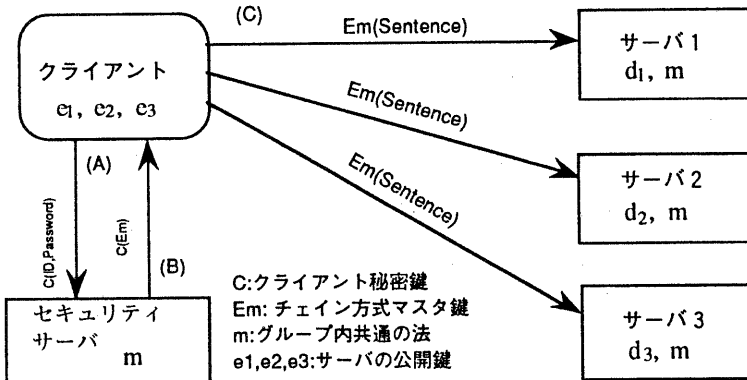 (C)
クライアント
e1, e2, e3
Em(Sentence)
サーバ 1
d1, m
Em(Sentence)
サーバ 2
d2, m
Em(Sentence)
サーバ 3
d3, m
(A)
C(ID,Password)
C(Em)
(B)
セキュリティ
サーバ
m
C:クライアント秘密鍵
Em: チェイン方式マスタ鍵
m:グループ内共通の法
e1,e2,e3:サーバの公開鍵